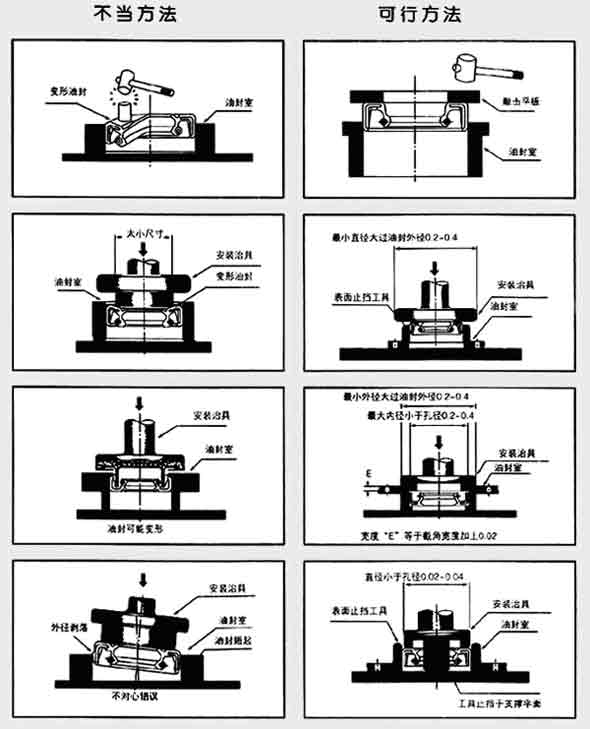 不当方法
可行方法
变形油封
油封室
敲击平板
油封室
太小尺寸
安装治具
油封室
变形油封
最小直径大过油封外径0.2-0.4
安装治具
表面止挡工具
油封室
安装治具
油封室
油封可能变形
最小外径大过油封外径0.2-0.4
最大内径小于孔径0.2-0.4
安装治具
E
油封室
宽度“E”等于截角宽度加上0.02
安装治具
外径剥落
油封室
油封翘起
不对心错误
直径小于孔径0.02-0.04
表面止挡工具
安装治具
油封室
工具止挡于支撑平面